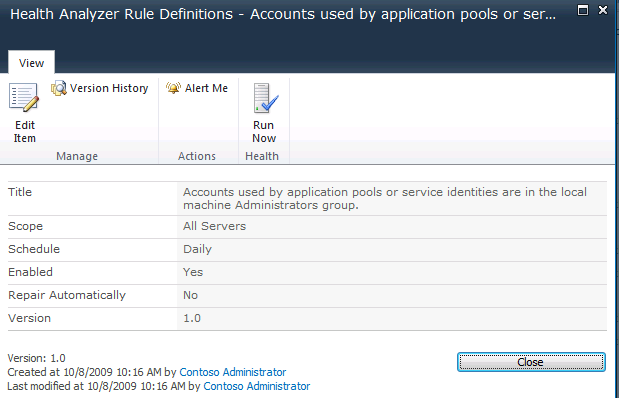 Health Analyzer Rule Definitions - Accounts used by application pools or ser...
View
Edit Item
Version History
Alert Me
Run Now
Manage
Actions
Health
Title Accounts used by application pools or service identities are in the local
machine Administrators group.
Scope All Servers
Schedule Daily
Enabled Yes
Repair Automatically No
Version 1.0
Version: 1.0
Created at 10/8/2009 10:16 AM by Contoso Administrator
Last modified at 10/8/2009 10:16 AM by Contoso Administrator
Close